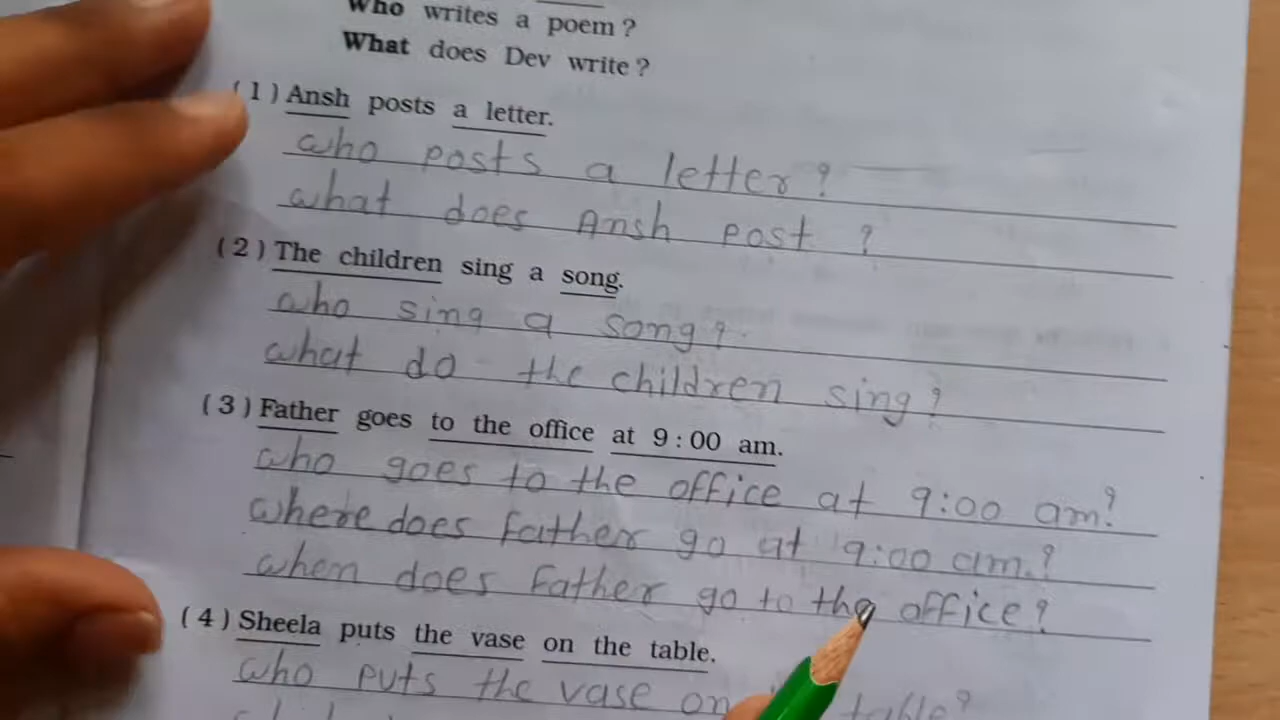 Who writes a poem?
What does Dev write?
(1) Ansh posts a letter.
who posts a letter?
what does Ansh post ?
(2) The children sing a song.
who sing a song?
what do the children sing?
(3) Father goes to the office at 9:00 am.
who goes to the office at 9:00 am?
where does father go at 9:00 am.?
when does Father go to the office?
(4) Sheela puts the vase on the table.
who puts the vase on table?